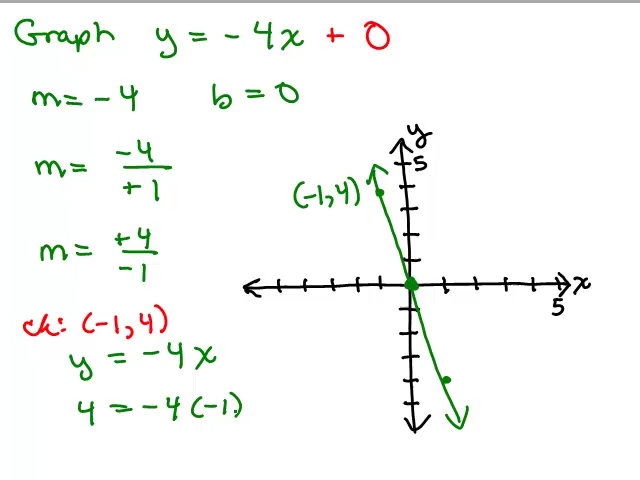 Graph y = -4x + 0
m = -4 b = 0
m = -4/+1
m = +4/-1
ck: (-1,4)
y = -4x
4 = -4(-1)
y
5
(-1,4)
x
5